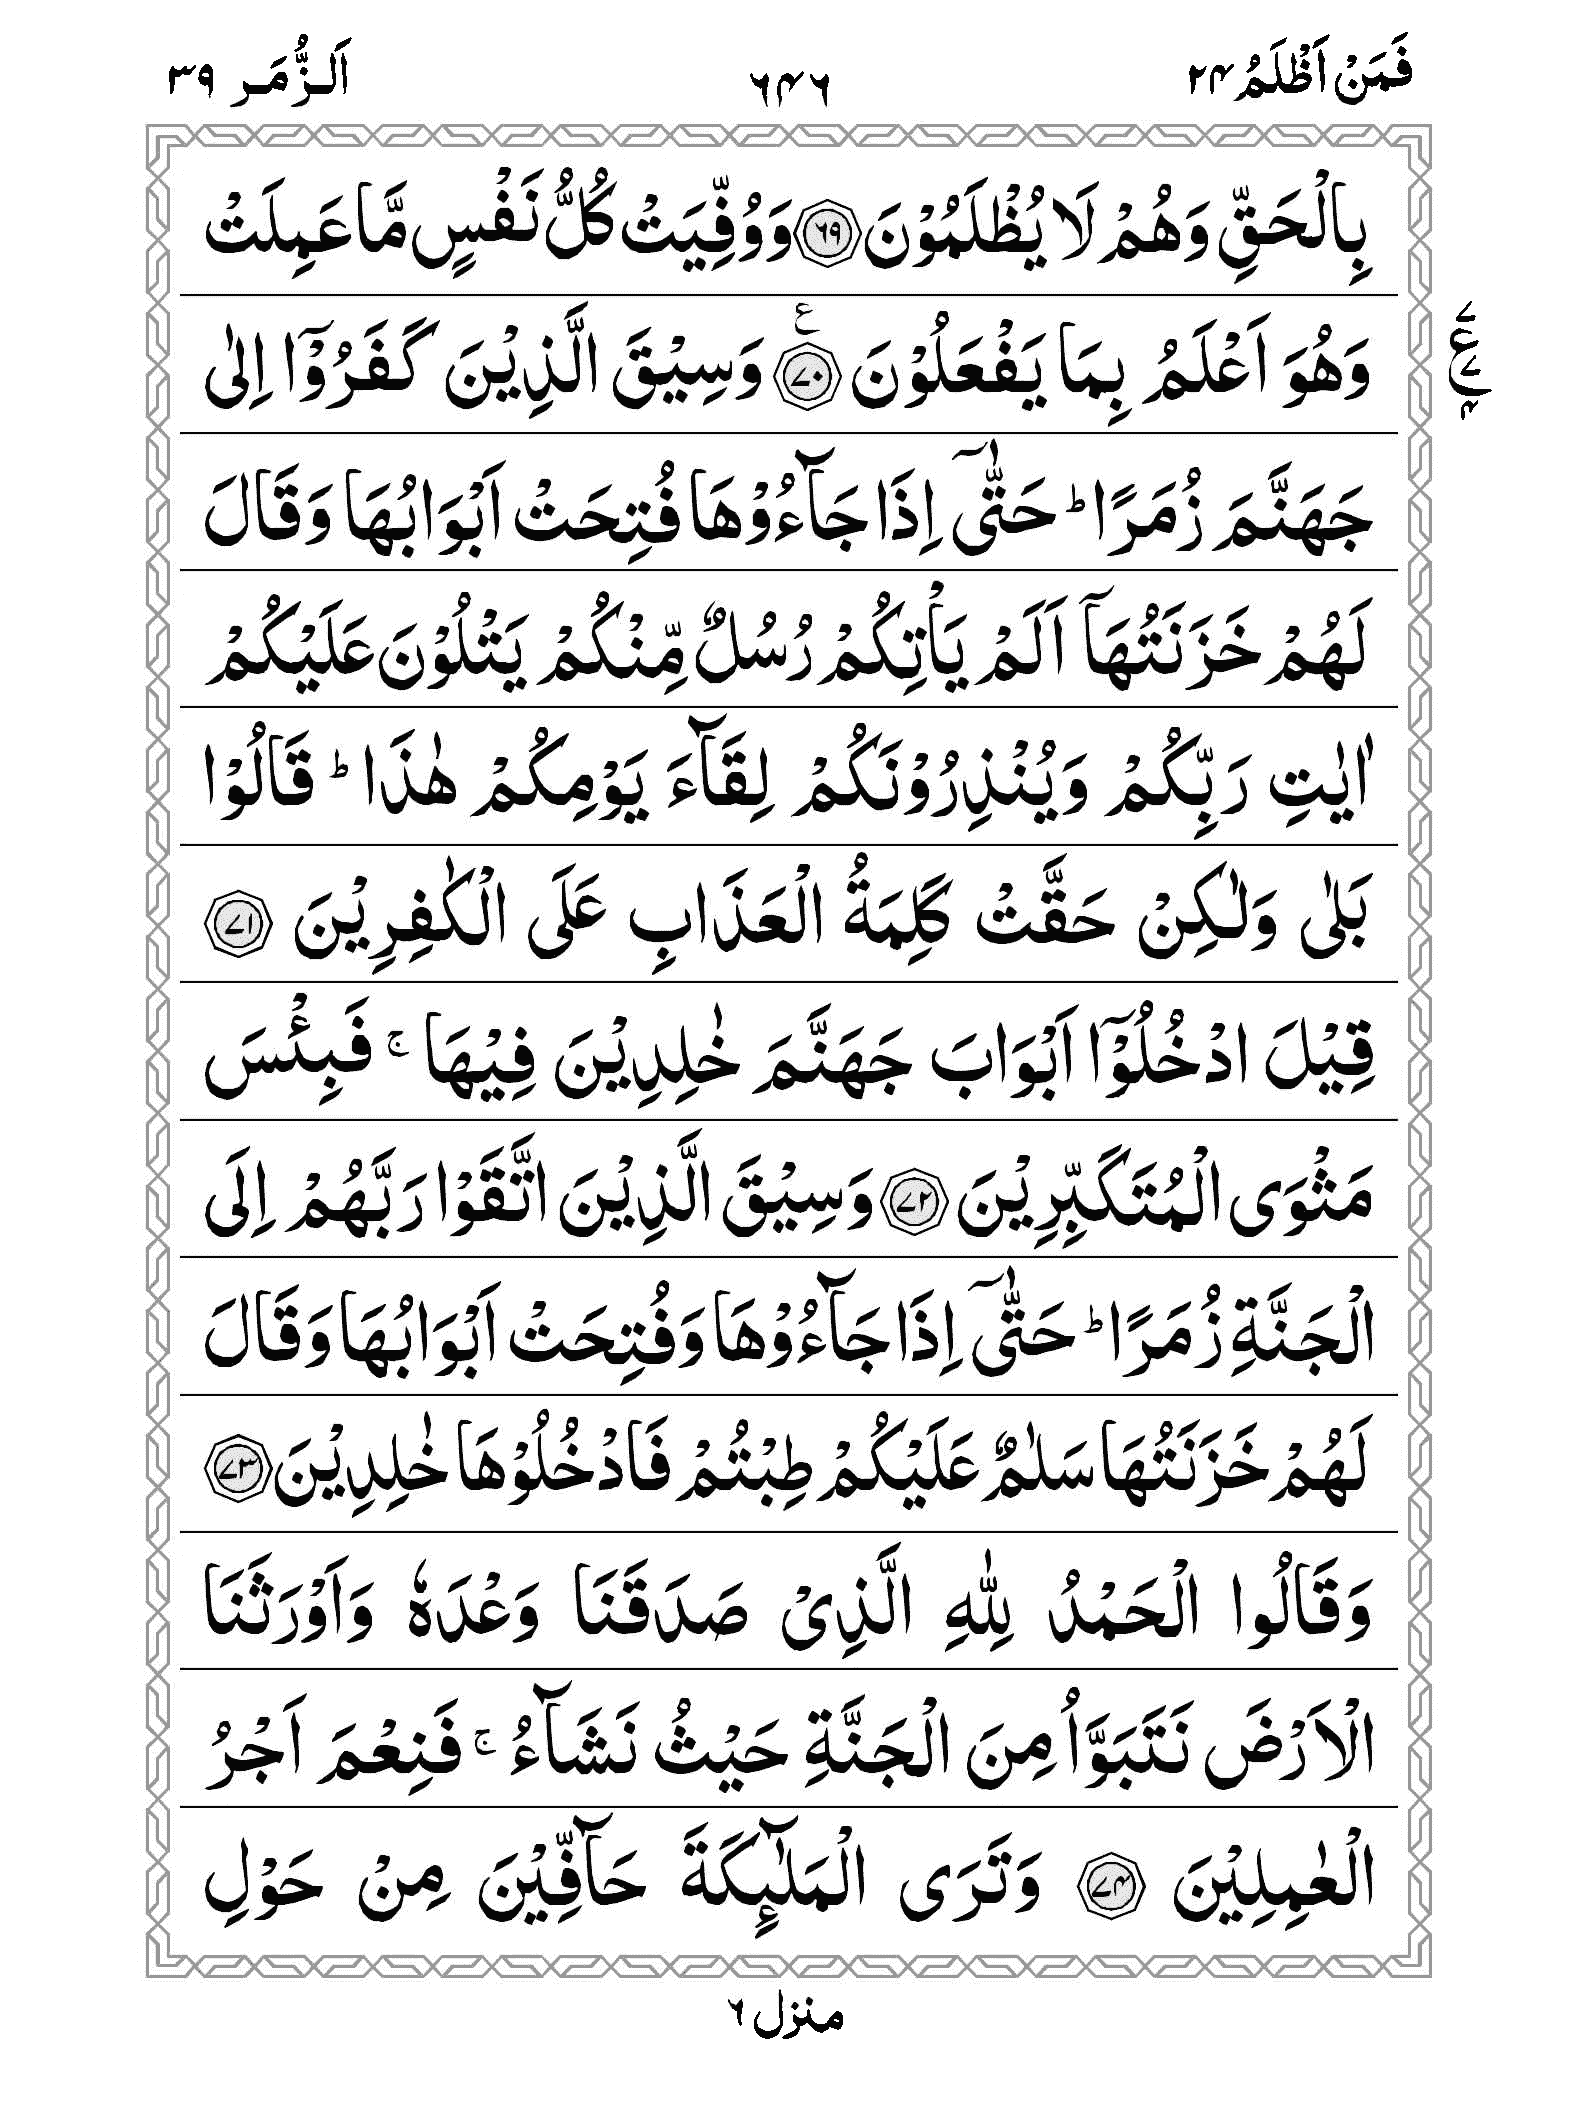 فَمَنْ اَظْلَمُ ٢٤
٦٤٦
اَلزُّمَر ٣٩
بِالْحَقِّ وَهُمْ لَا يُظْلَمُوْنَ ﴿٦٩﴾ وَوُفِّيَتْ كُلُّ نَفْسٍ مَّا عَمِلَتْ
وَهُوَ اَعْلَمُ بِمَا يَفْعَلُوْنَ ﴿٧٠﴾ ع وَسِيْقَ الَّذِيْنَ كَفَرُوْۤا اِلٰى
ع ٧ ٧ ٤
جَهَنَّمَ زُمَرًا ؕ حَتّٰۤى اِذَا جَآءُوْهَا فُتِحَتْ اَبْوَابُهَا وَقَالَ
لَهُمْ خَزَنَتُهَاۤ اَلَمْ يَاْتِكُمْ رُسُلٌ مِّنْكُمْ يَتْلُوْنَ عَلَيْكُمْ
اٰيٰتِ رَبِّكُمْ وَيُنْذِرُوْنَكُمْ لِقَآءَ يَوْمِكُمْ هٰذَا ؕ قَالُوْا
بَلٰى وَلٰكِنْ حَقَّتْ كَلِمَةُ الْعَذَابِ عَلَى الْكٰفِرِيْنَ ﴿٧١﴾
قِيْلَ ادْخُلُوْۤا اَبْوَابَ جَهَنَّمَ خٰلِدِيْنَ فِيْهَا ۚ فَبِئْسَ
مَثْوَى الْمُتَكَبِّرِيْنَ ﴿٧٢﴾ وَسِيْقَ الَّذِيْنَ اتَّقَوْا رَبَّهُمْ اِلَى
الْجَنَّةِ زُمَرًا ؕ حَتّٰۤى اِذَا جَآءُوْهَا وَفُتِحَتْ اَبْوَابُهَا وَقَالَ
لَهُمْ خَزَنَتُهَا سَلٰمٌ عَلَيْكُمْ طِبْتُمْ فَادْخُلُوْهَا خٰلِدِيْنَ ﴿٧٣﴾
وَقَالُوا الْحَمْدُ لِلّٰهِ الَّذِيْ صَدَقَنَا وَعْدَهٗ وَاَوْرَثَنَا
الْاَرْضَ نَتَبَوَّاُ مِنَ الْجَنَّةِ حَيْثُ نَشَآءُ ۚ فَنِعْمَ اَجْرُ
الْعٰمِلِيْنَ ﴿٧٤﴾ وَتَرَى الْمَلٰٓئِكَةَ حَآفِّيْنَ مِنْ حَوْلِ
منزل ٦